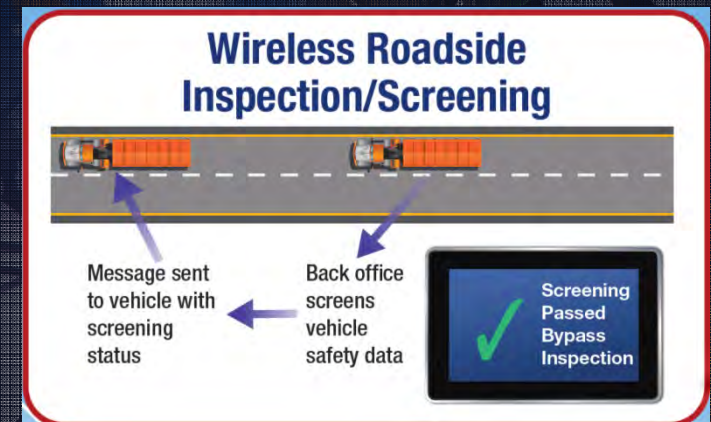 Wireless Roadside
Inspection/Screening
Message sent
to vehicle with
screening
status
Back office
screens
vehicle
safety data
Screening
Passed
Bypass
Inspection